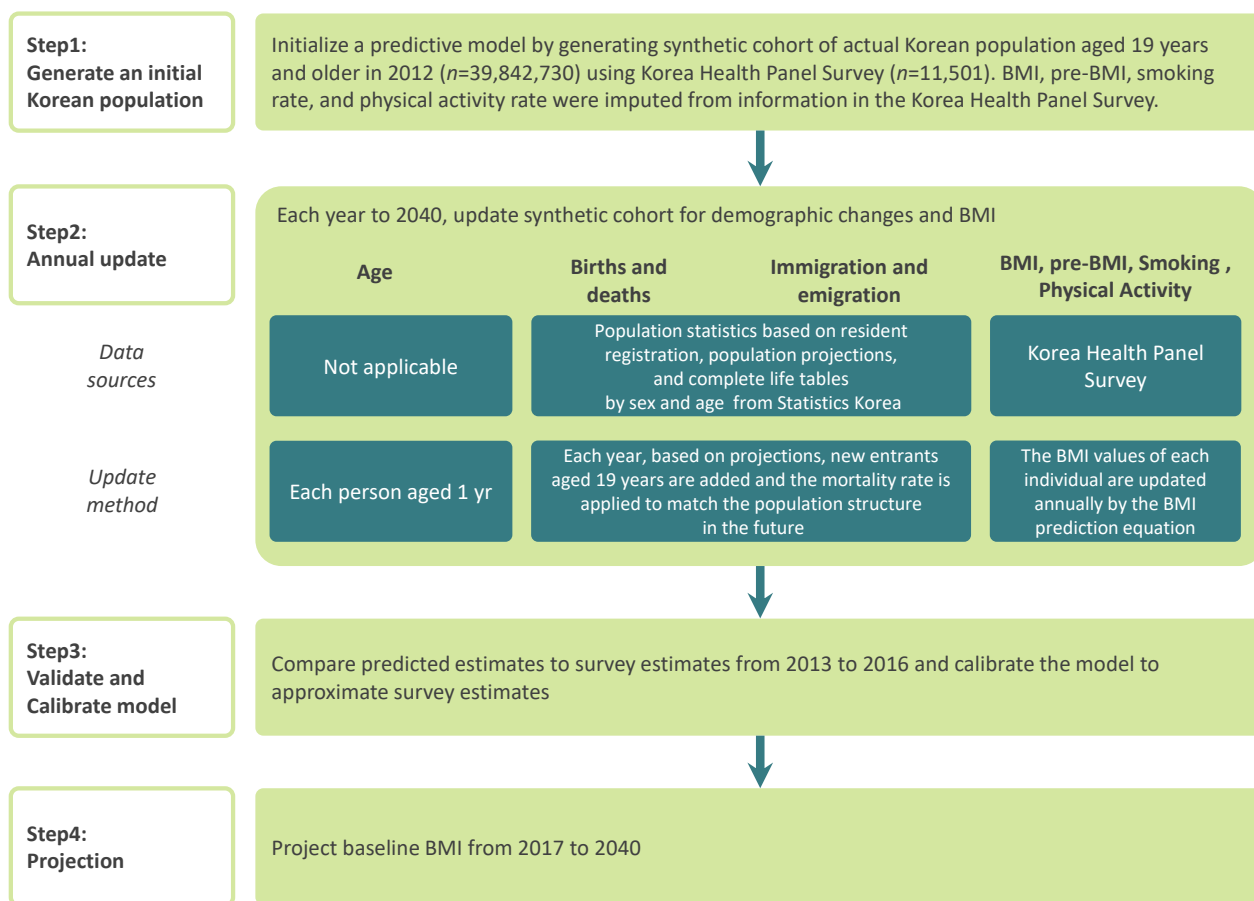 Step1:
Generate an initial
Korean population
Initialize a predictive model by generating synthetic cohort of actual Korean population aged 19 years
and older in 2012 (n=39,842,730) using Korea Health Panel Survey (n=11,501). BMI, pre-BMI, smoking
rate, and physical activity rate were imputed from information in the Korea Health Panel Survey.
Step2:
Annual update
Each year to 2040, update synthetic cohort for demographic changes and BMI
Age
Births and
deaths
Immigration and
emigration
BMI, pre-BMI, Smoking ,
Physical Activity
Data
sources
Not applicable
Population statistics based on resident
registration, population projections,
and complete life tables
by sex and age from Statistics Korea
Korea Health Panel
Survey
Update
method
Each person aged 1 yr
Each year, based on projections, new entrants
aged 19 years are added and the mortality rate is
applied to match the population structure
in the future
The BMI values of each
individual are updated
annually by the BMI
prediction equation
Step3:
Validate and
Calibrate model
Compare predicted estimates to survey estimates from 2013 to 2016 and calibrate the model to
approximate survey estimates
Step4:
Projection
Project baseline BMI from 2017 to 2040